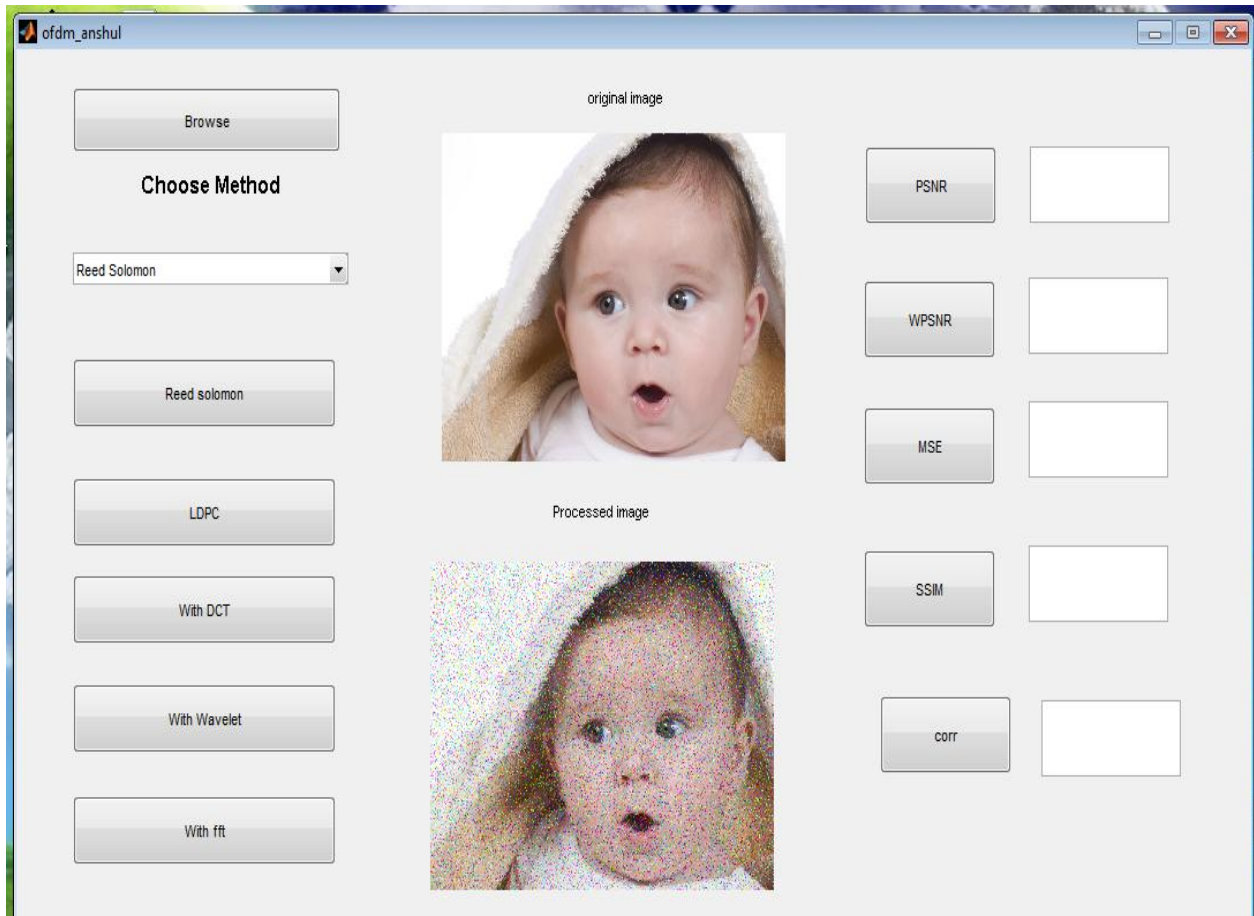 ofdm_anshul
Browse
Choose Method
Reed Solomon
Reed solomon
LDPC
With DCT
With Wavelet
With fft
original image
Processed image
PSNR
WPSNR
MSE
SSIM
corr